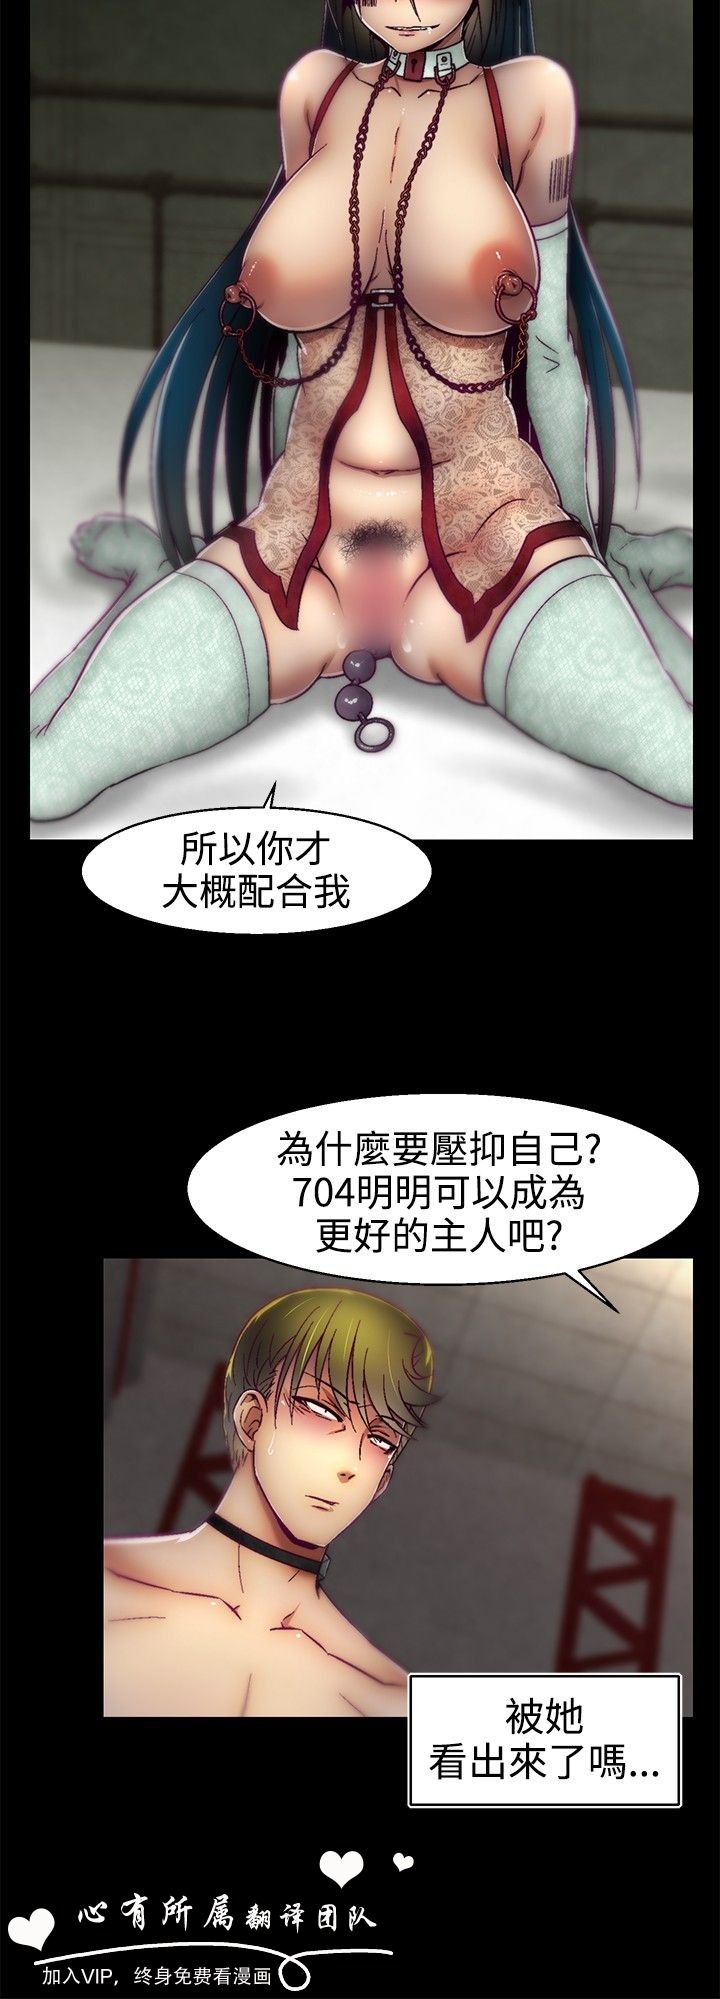 所以你才
大概配合我
為什麼要壓抑自己?
704明明可以成為
更好的主人吧?
被她
看出來了嗎...
心有所属翻译团队
加入VIP，终身免费看漫画